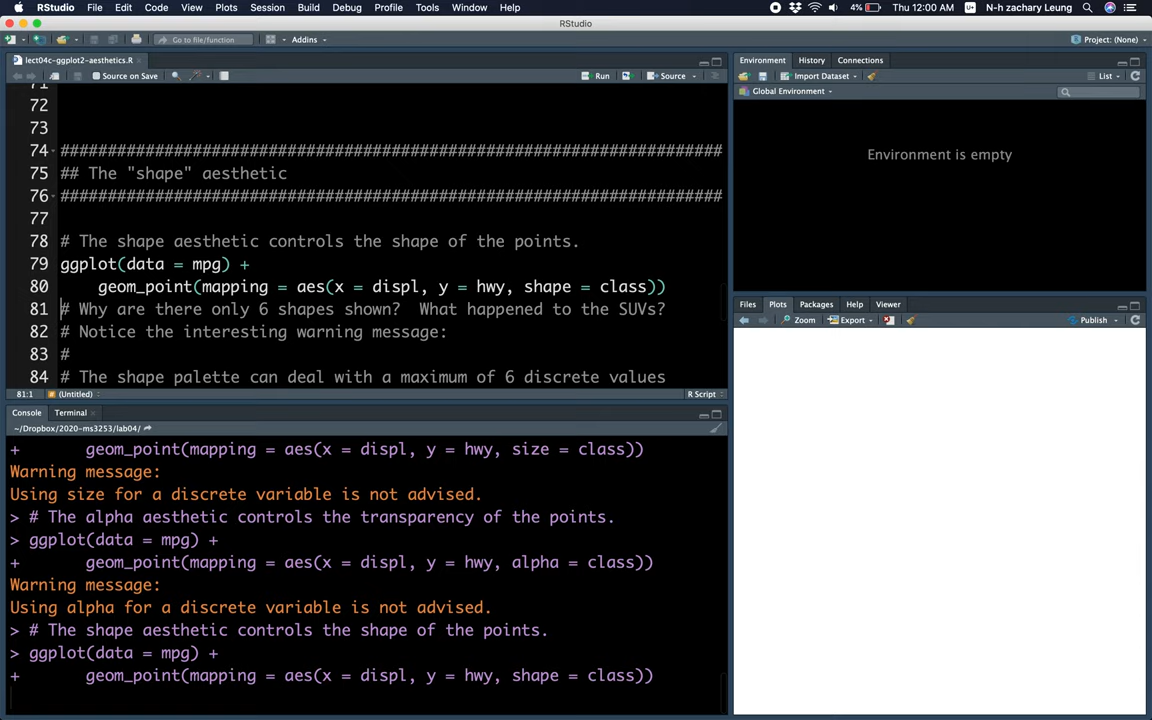 RStudio File Edit Code View Plots Session Build Debug Profile Tools Window Help 4% Thu 12:00 AM N-h zachary Leung
RStudio
Go to file/function Addins Project: (None)
lect04c-ggplot2-aesthetics.R
Source on Save Run Source
71
72
73
74 #######################################################################
75 ## The "shape" aesthetic
76 #######################################################################
77
78 # The shape aesthetic controls the shape of the points.
79 ggplot(data = mpg) +
80 geom_point(mapping = aes(x = displ, y = hwy, shape = class))
81 # Why are there only 6 shapes shown?  What happened to the SUVs?
82 # Notice the interesting warning message:
83 #
84 # The shape palette can deal with a maximum of 6 discrete values
81:1 (Untitled) R Script
Console Terminal
~/Dropbox/2020-ms3253/lab04/
+ geom_point(mapping = aes(x = displ, y = hwy, size = class))
Warning message:
Using size for a discrete variable is not advised.
> # The alpha aesthetic controls the transparency of the points.
> ggplot(data = mpg) +
+ geom_point(mapping = aes(x = displ, y = hwy, alpha = class))
Warning message:
Using alpha for a discrete variable is not advised.
> # The shape aesthetic controls the shape of the points.
> ggplot(data = mpg) +
+ geom_point(mapping = aes(x = displ, y = hwy, shape = class))
Environment History Connections
Import Dataset List
Global Environment
Environment is empty
Files Plots Packages Help Viewer
Zoom Export Publish